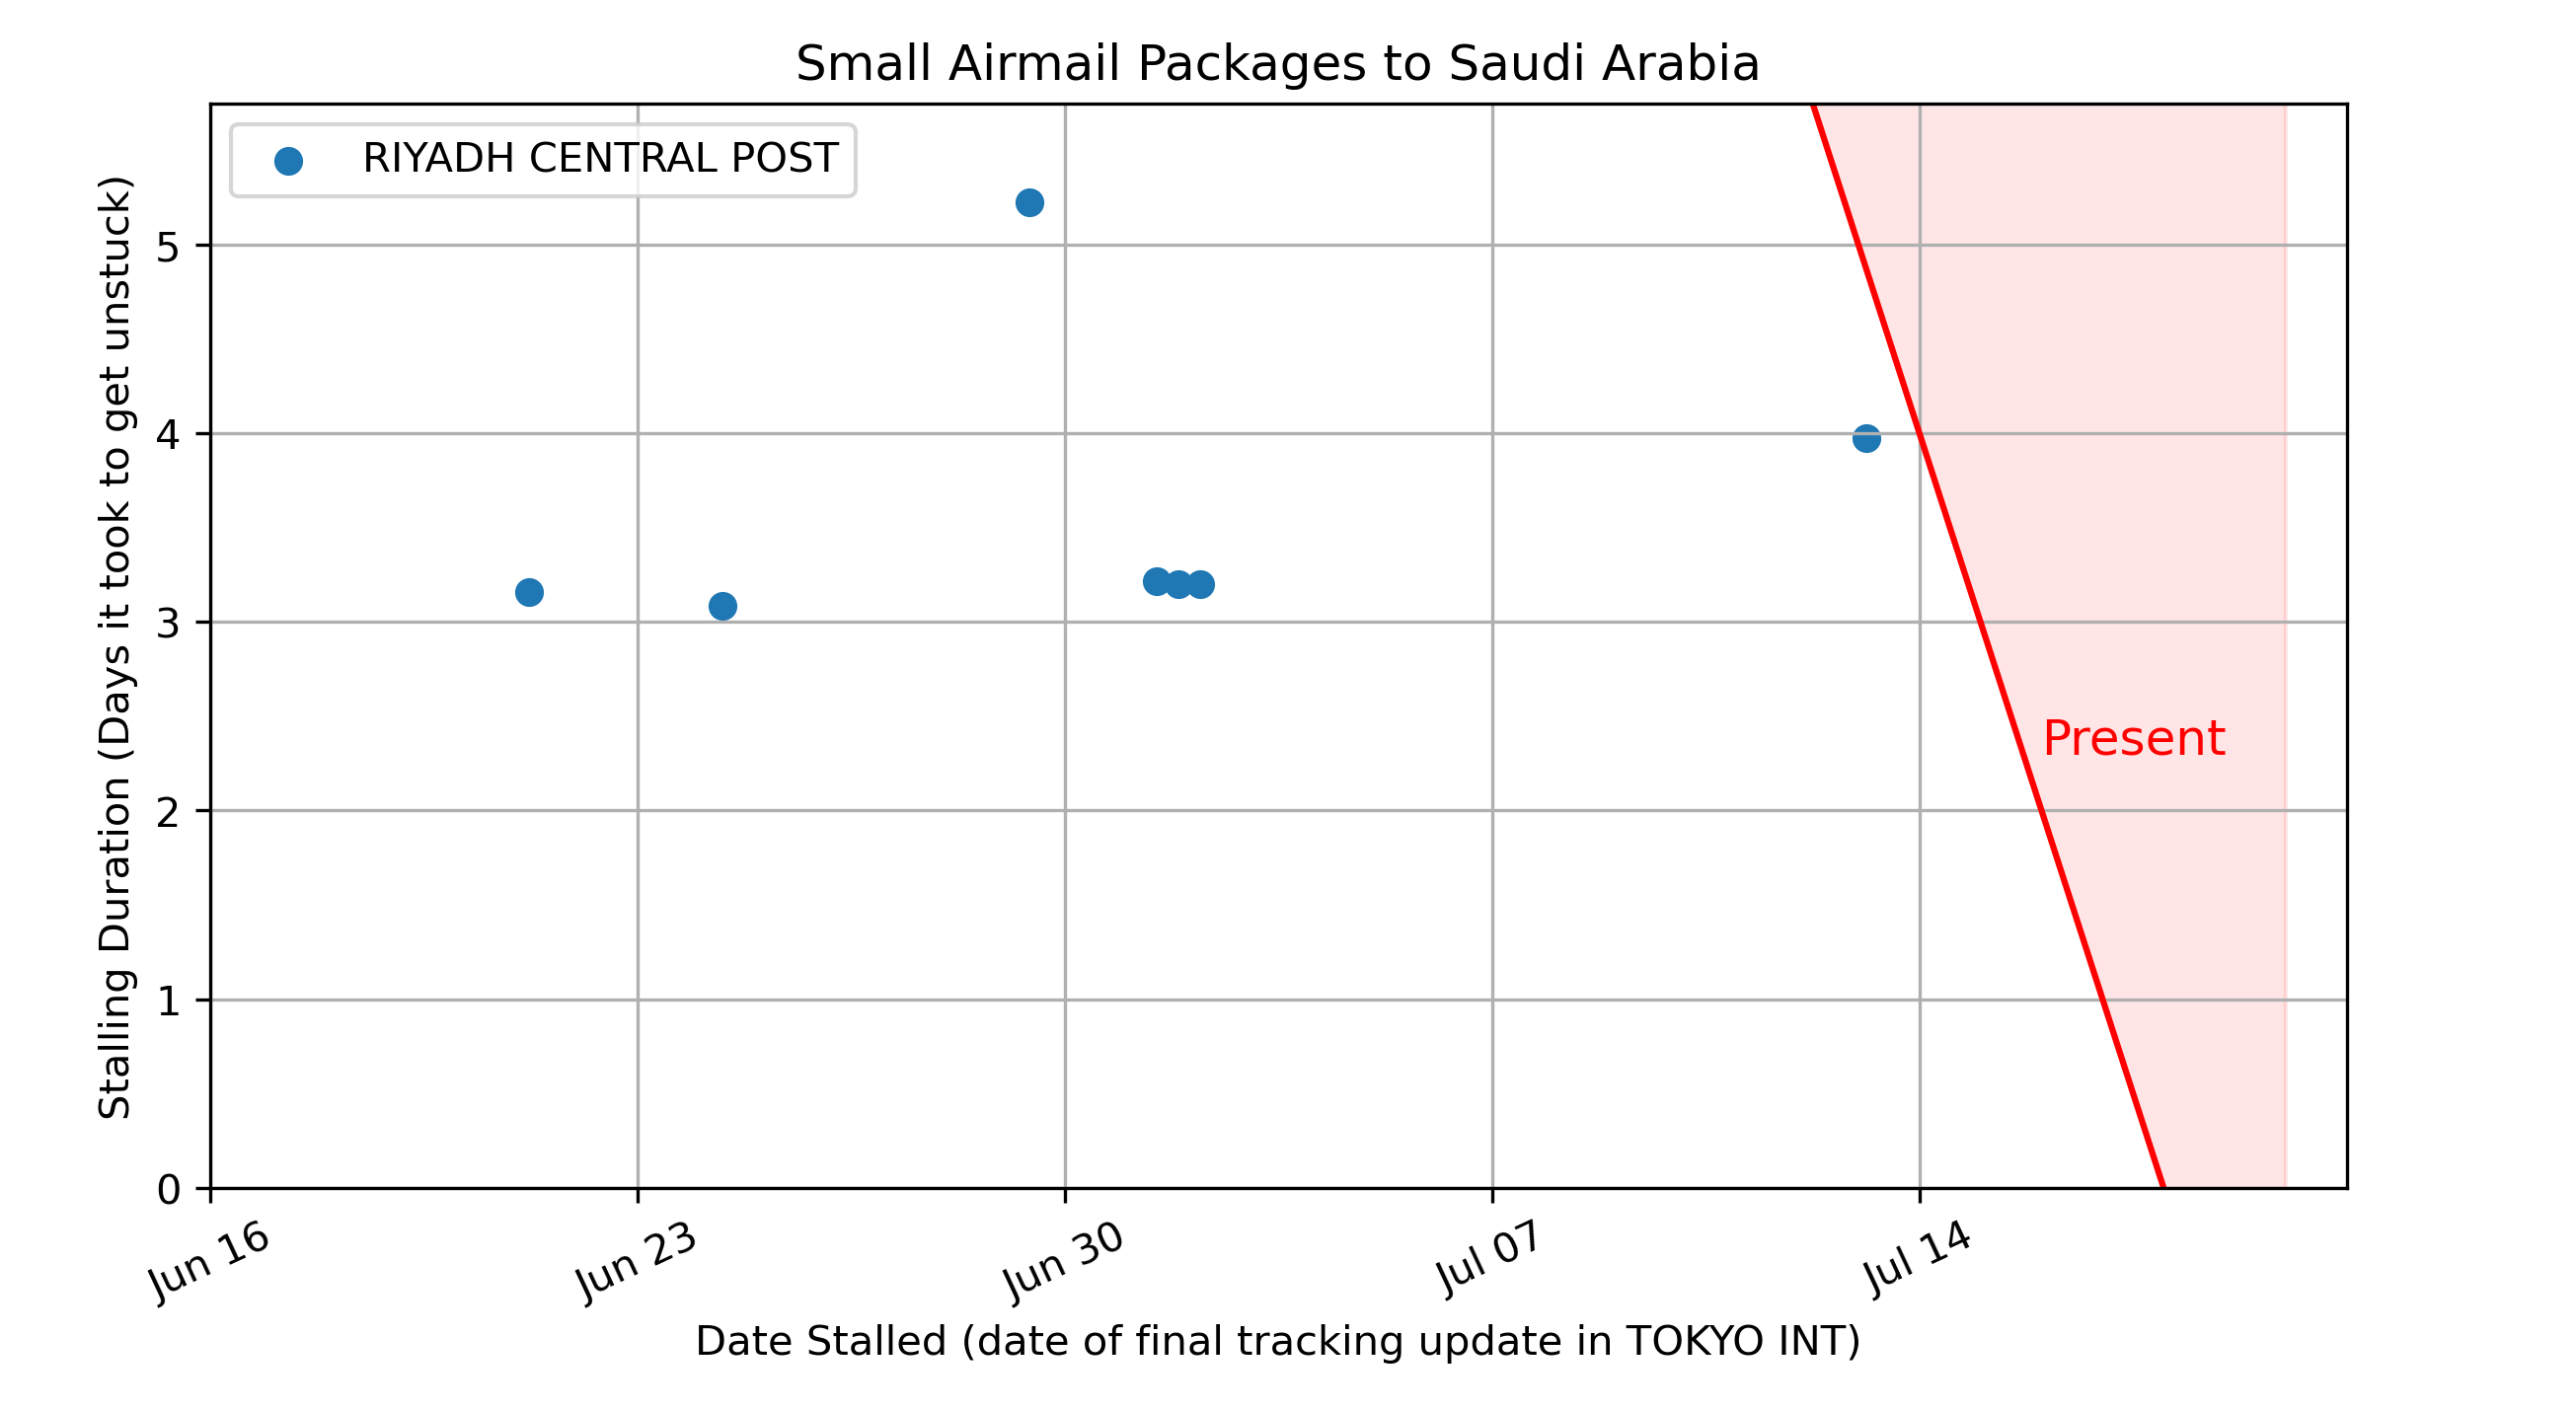 Small Airmail Packages to Saudi Arabia
RIYADH CENTRAL POST
Stalling Duration (Days it took to get unstuck)
5
4
3
2
1
0
Present
Jun 16
Jun 23
Jun 30
Jul 07
Jul 14
Date Stalled (date of final tracking update in TOKYO INT)